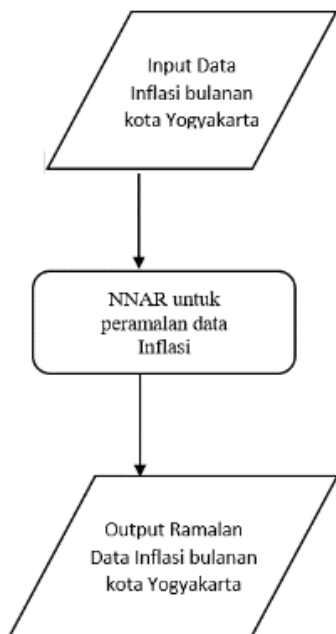 Input Data
Inflasi bulanan
kota Yogyakarta
NNAR untuk
peramalan data
Inflasi
Output Ramalan
Data Inflasi bulanan
kota Yogyakarta